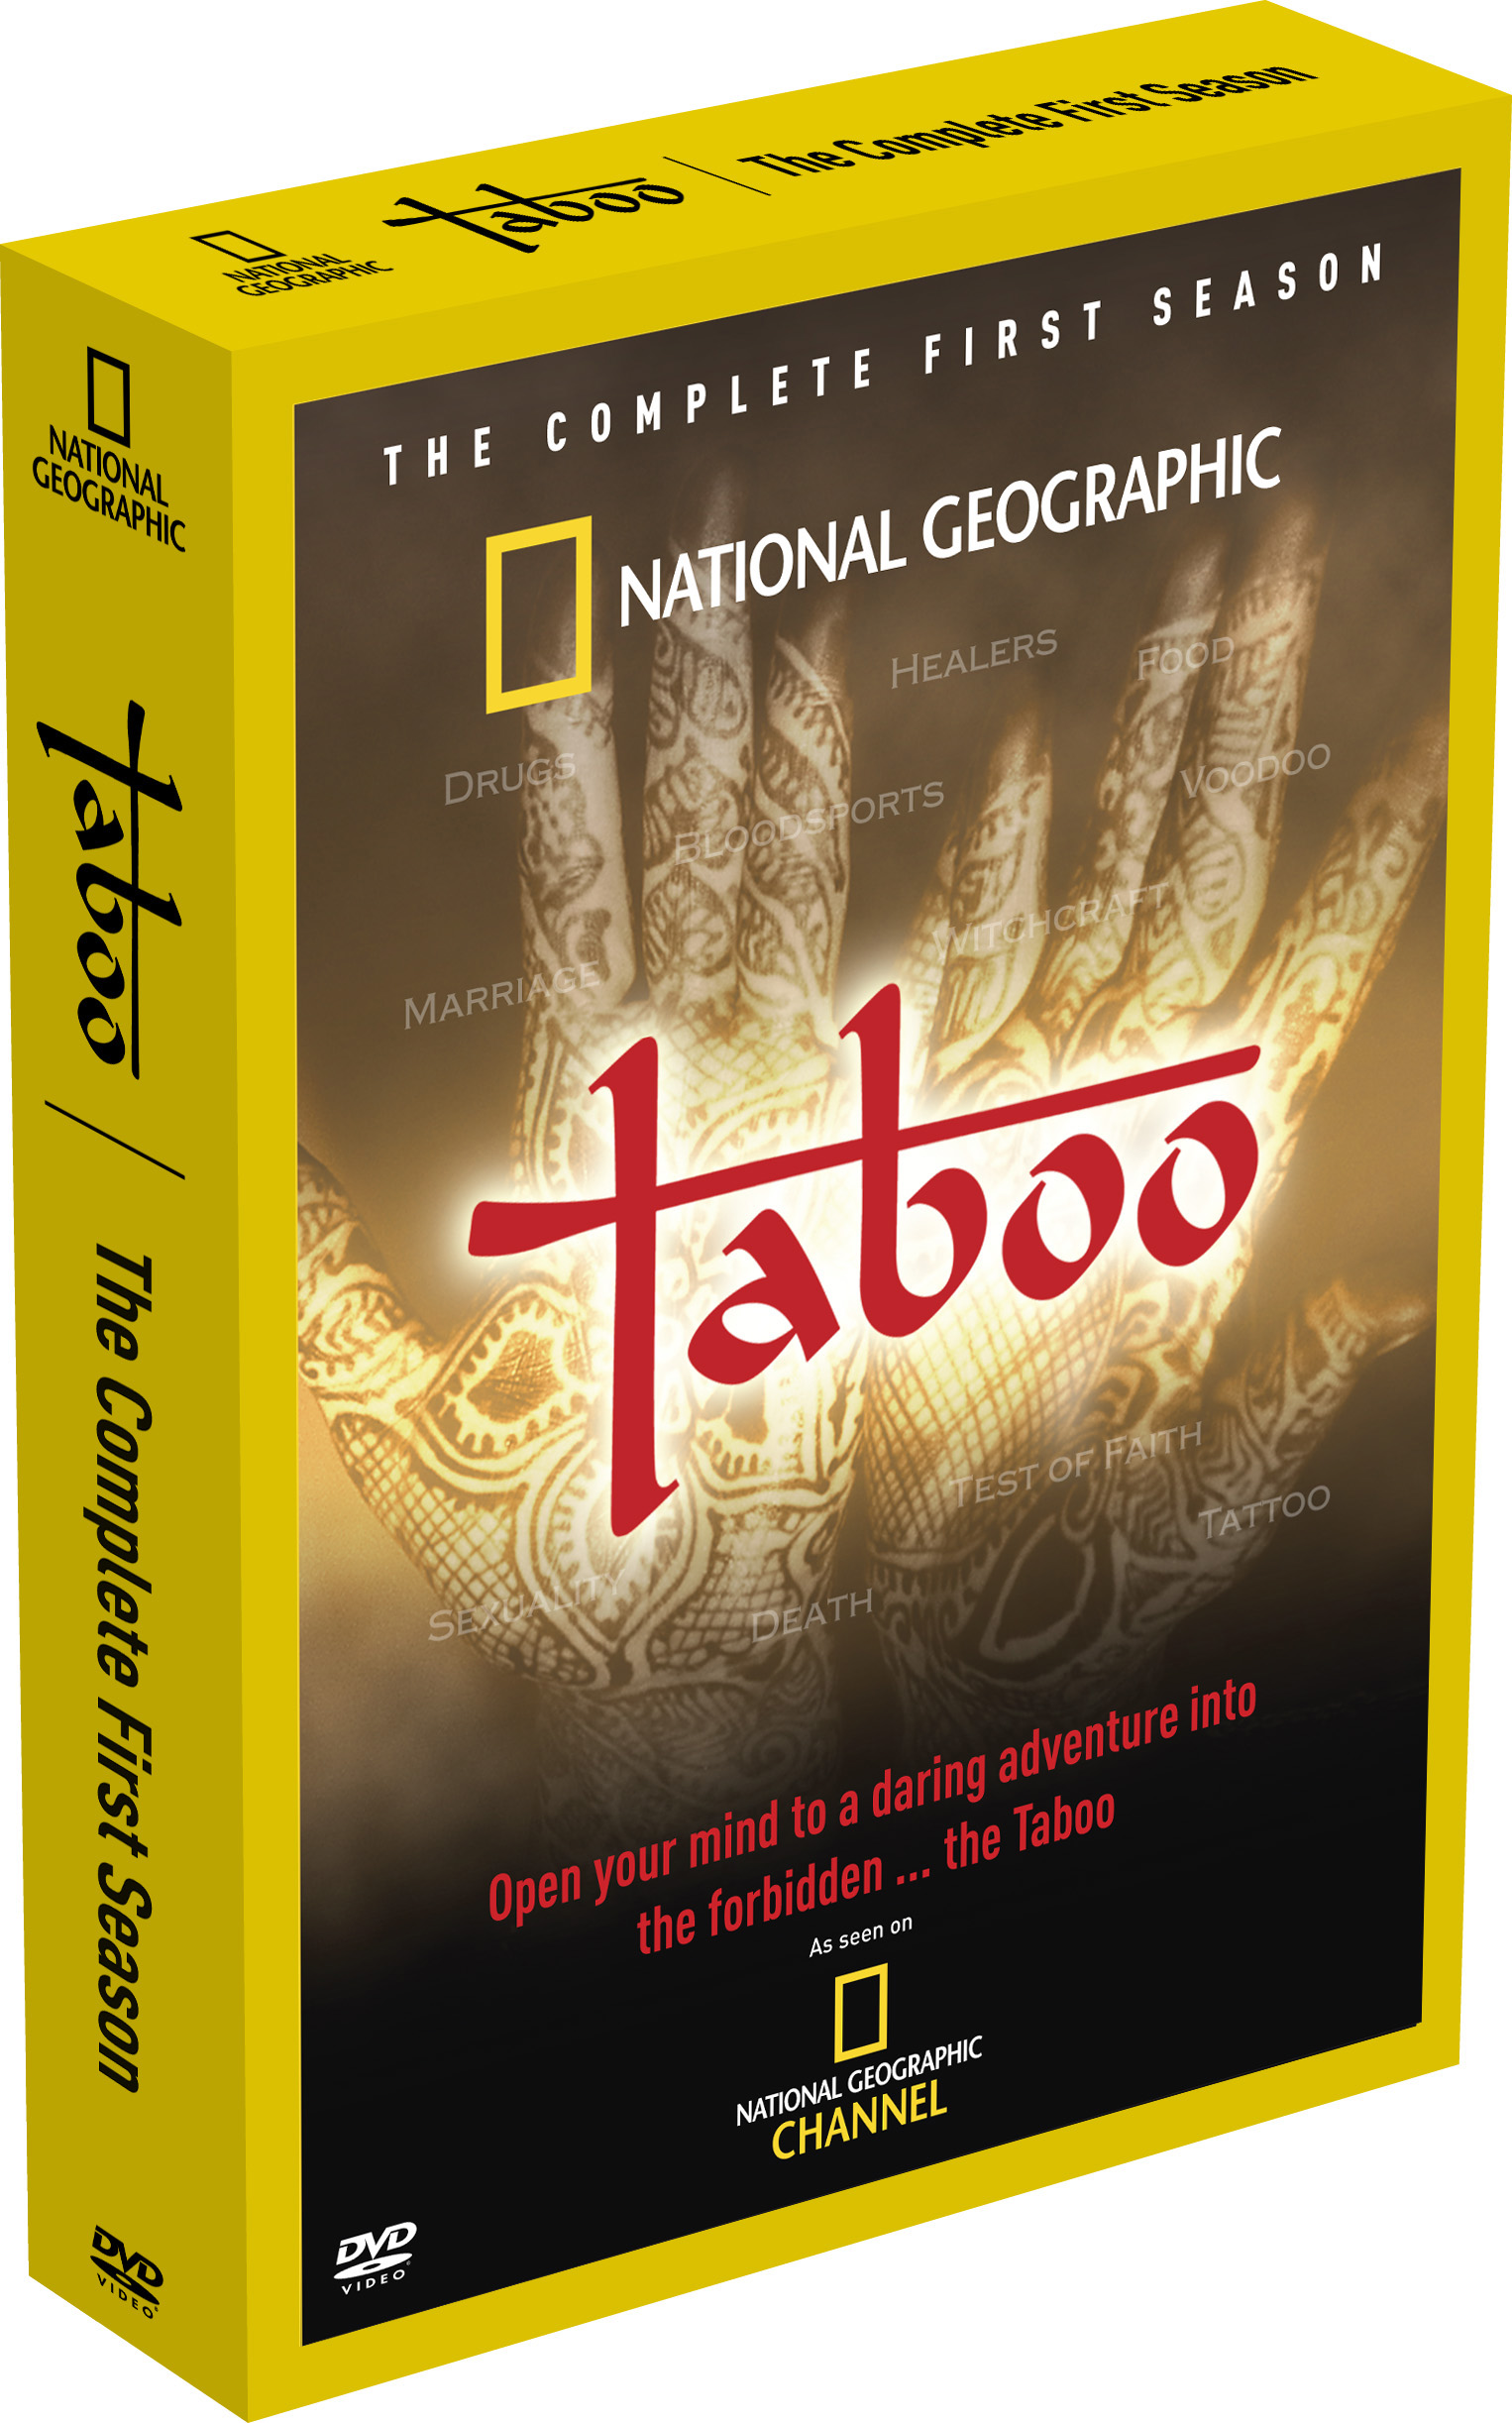 NATIONAL
GEOGRAPHIC
taboo
The Complete First Season
NATIONAL
GEOGRAPHIC
taboo
The Complete First Season
DVD
VIDEO
THE COMPLETE FIRST SEASON
NATIONAL GEOGRAPHIC
HEALERS
FOOD
DRUGS
BLOODSPORTS
VOODOO
MARRIAGE
WITCHCRAFT
taboo
TEST OF FAITH
TATTOO
SEXUALITY
DEATH
Open your mind to a daring adventure into
the forbidden ... the Taboo
As seen on
NATIONAL GEOGRAPHIC
CHANNEL
DVD
VIDEO